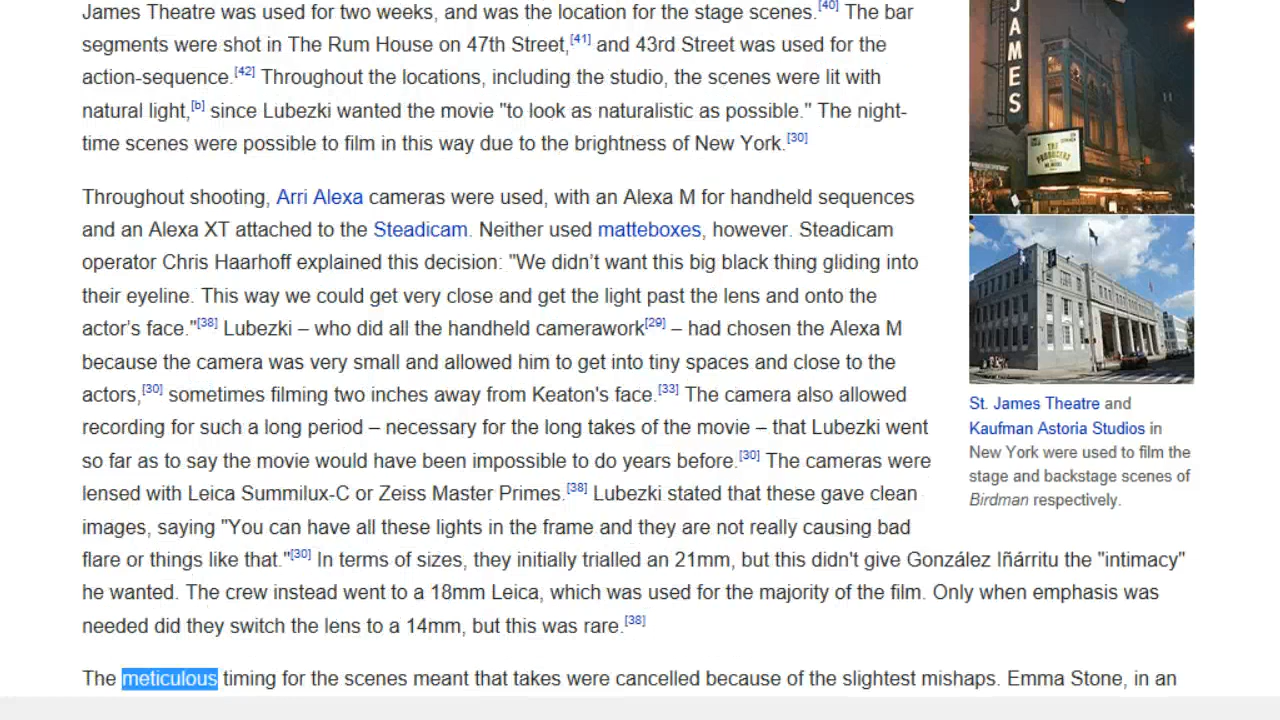 James Theatre was used for two weeks, and was the location for the stage scenes.[40] The bar
segments were shot in The Rum House on 47th Street,[41] and 43rd Street was used for the
action-sequence.[42] Throughout the locations, including the studio, the scenes were lit with
natural light,[b] since Lubezki wanted the movie "to look as naturalistic as possible." The night-
time scenes were possible to film in this way due to the brightness of New York.[30]
Throughout shooting, Arri Alexa cameras were used, with an Alexa M for handheld sequences
and an Alexa XT attached to the Steadicam. Neither used matteboxes, however. Steadicam
operator Chris Haarhoff explained this decision: "We didn't want this big black thing gliding into
their eyeline. This way we could get very close and get the light past the lens and onto the
actor's face."[38] Lubezki – who did all the handheld camerawork[29] – had chosen the Alexa M
because the camera was very small and allowed him to get into tiny spaces and close to the
actors,[30] sometimes filming two inches away from Keaton's face.[33] The camera also allowed
recording for such a long period – necessary for the long takes of the movie – that Lubezki went
so far as to say the movie would have been impossible to do years before.[30] The cameras were
lensed with Leica Summilux-C or Zeiss Master Primes.[38] Lubezki stated that these gave clean
images, saying "You can have all these lights in the frame and they are not really causing bad
flare or things like that."[30] In terms of sizes, they initially trialled an 21mm, but this didn't give González Iñárritu the "intimacy"
he wanted. The crew instead went to a 18mm Leica, which was used for the majority of the film. Only when emphasis was
needed did they switch the lens to a 14mm, but this was rare.[38]
The meticulous timing for the scenes meant that takes were cancelled because of the slightest mishaps. Emma Stone, in an
JAMES
THE
PRODUCERS
St. James Theatre and
Kaufman Astoria Studios in
New York were used to film the
stage and backstage scenes of
Birdman respectively.